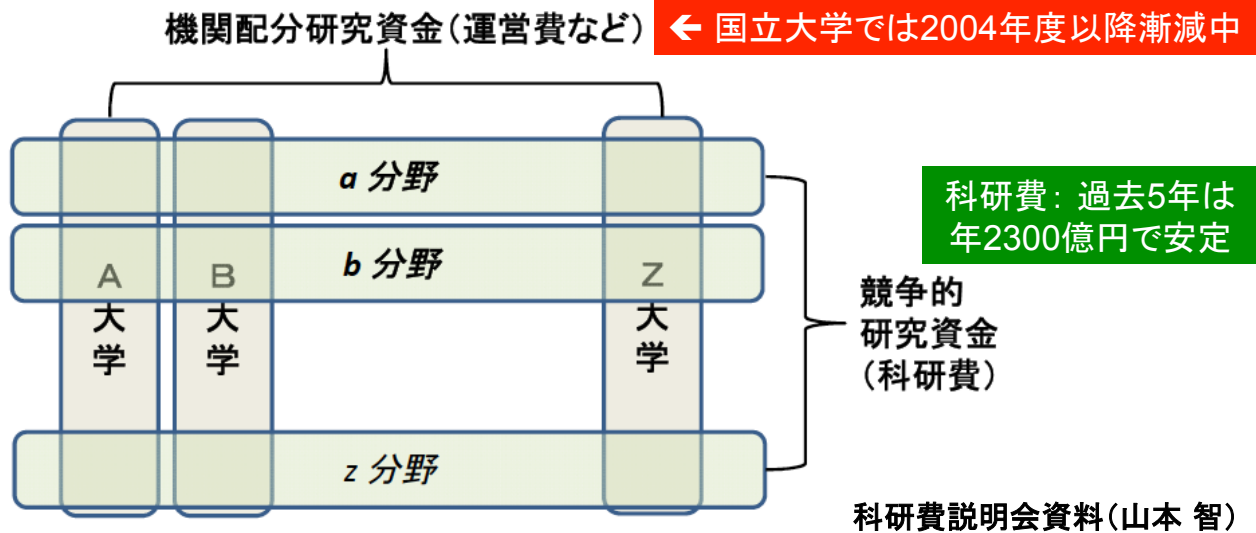 機関配分研究資金（運営費など）
← 国立大学では2004年度以降漸減中
a 分野
科研費： 過去5年は
年2300億円で安定
b 分野
A大学
B大学
Z大学
競争的
研究資金
（科研費）
z 分野
科研費説明会資料（山本 智）